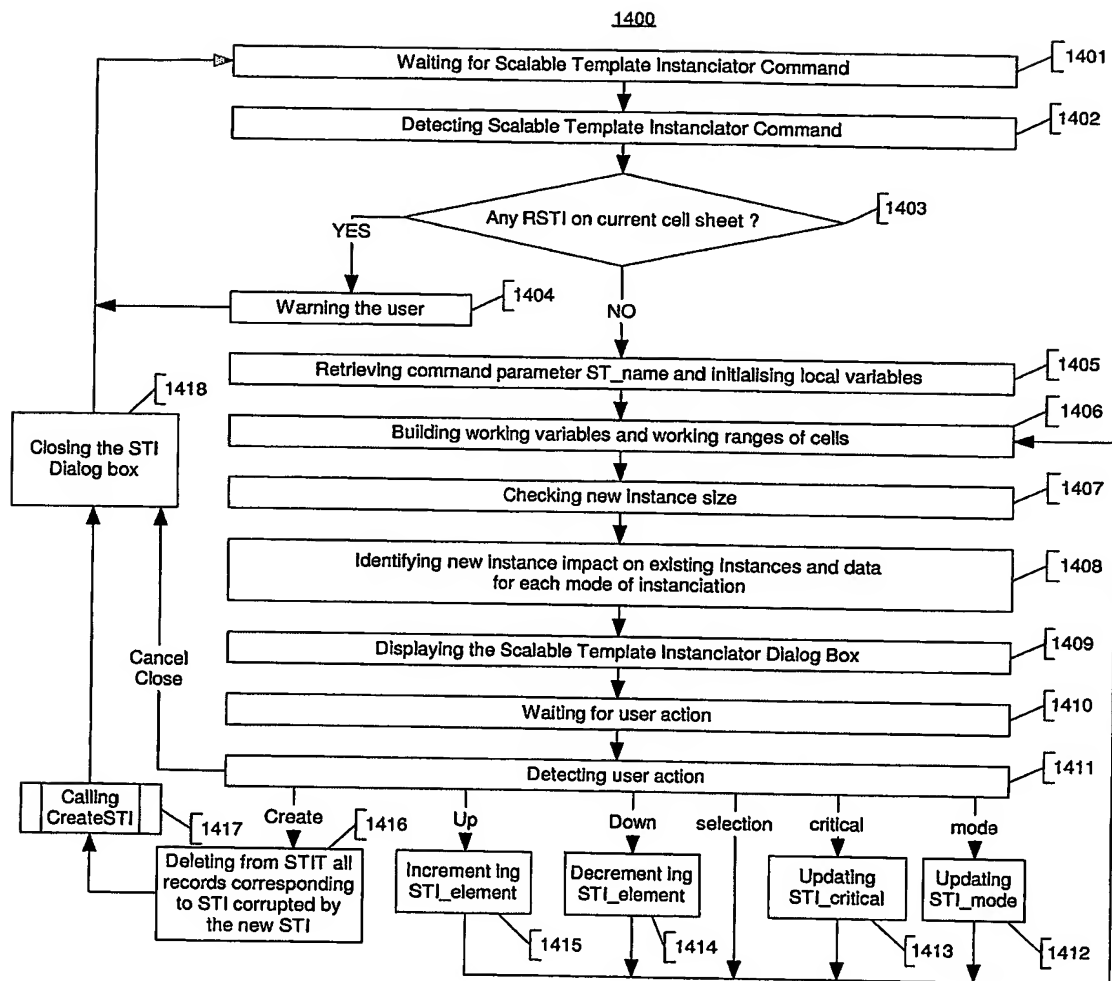 1400
Waiting for Scalable Template Instanciator Command
1401
Detecting Scalable Template Instanciator Command
1402
Any RSTI on current cell sheet ?
1403
YES
Warning the user
1404
NO
Retrieving command parameter ST_name and initialising local variables
1405
1418
Closing the STI
Dialog box
Building working variables and working ranges of cells
1406
Checking new instance size
1407
Identifying new instance impact on existing instances and data
for each mode of instanciation
1408
Displaying the Scalable Template Instanciator Dialog Box
1409
Cancel
Close
Waiting for user action
1410
Detecting user action
1411
Calling
CreateSTI
1417
Create
1416
Up
Down
selection
critical
mode
Deleting from STIT all
records corresponding
to STI corrupted by
the new STI
Increment ing
STI_element
1415
Decrement ing
STI_element
1414
Updating
STI_critical
1413
Updating
STI_mode
1412